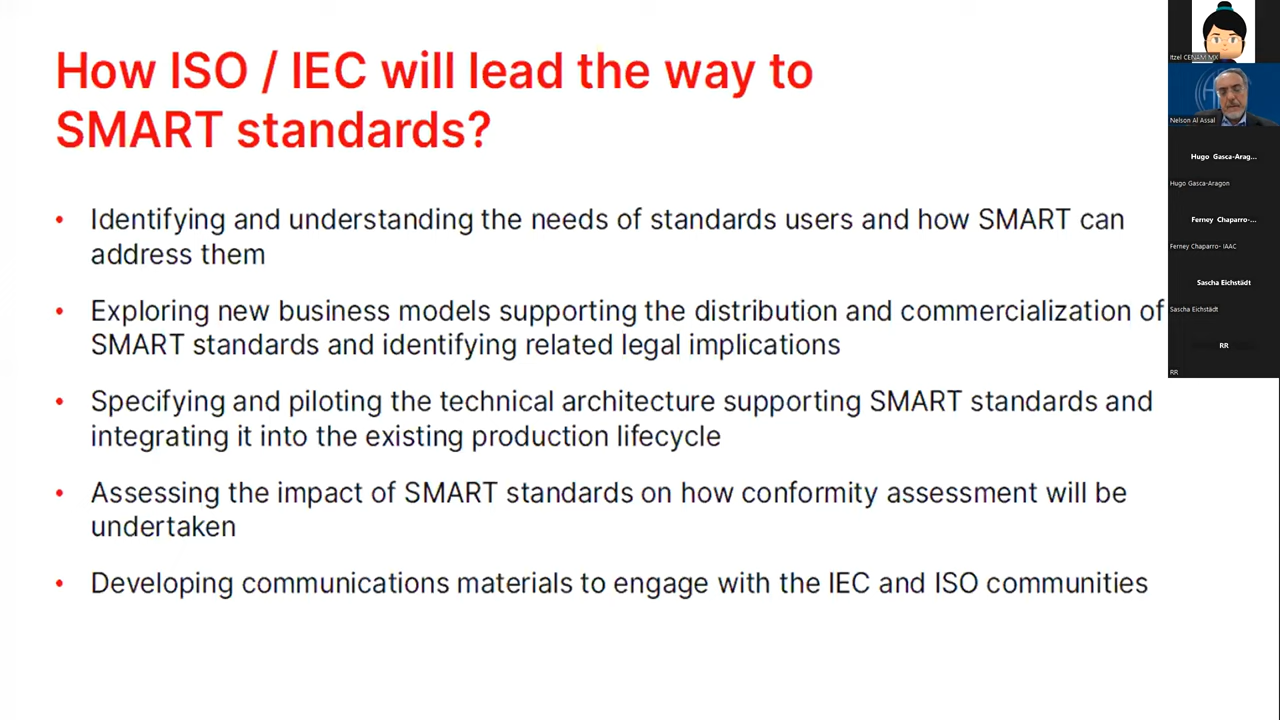 How ISO / IEC will lead the way to
SMART standards?
• Identifying and understanding the needs of standards users and how SMART can
address them
• Exploring new business models supporting the distribution and commercialization of
SMART standards and identifying related legal implications
• Specifying and piloting the technical architecture supporting SMART standards and
integrating it into the existing production lifecycle
• Assessing the impact of SMART standards on how conformity assessment will be
undertaken
• Developing communications materials to engage with the IEC and ISO communities
Itzel CENAM MX
Nelson Al Assal
Hugo Gasca-Arag...
Hugo Gasca-Aragon
Ferney Chaparro-...
Ferney Chaparro- IAAC
Sascha Eichstädt
Sascha Eichstädt
RR
RR